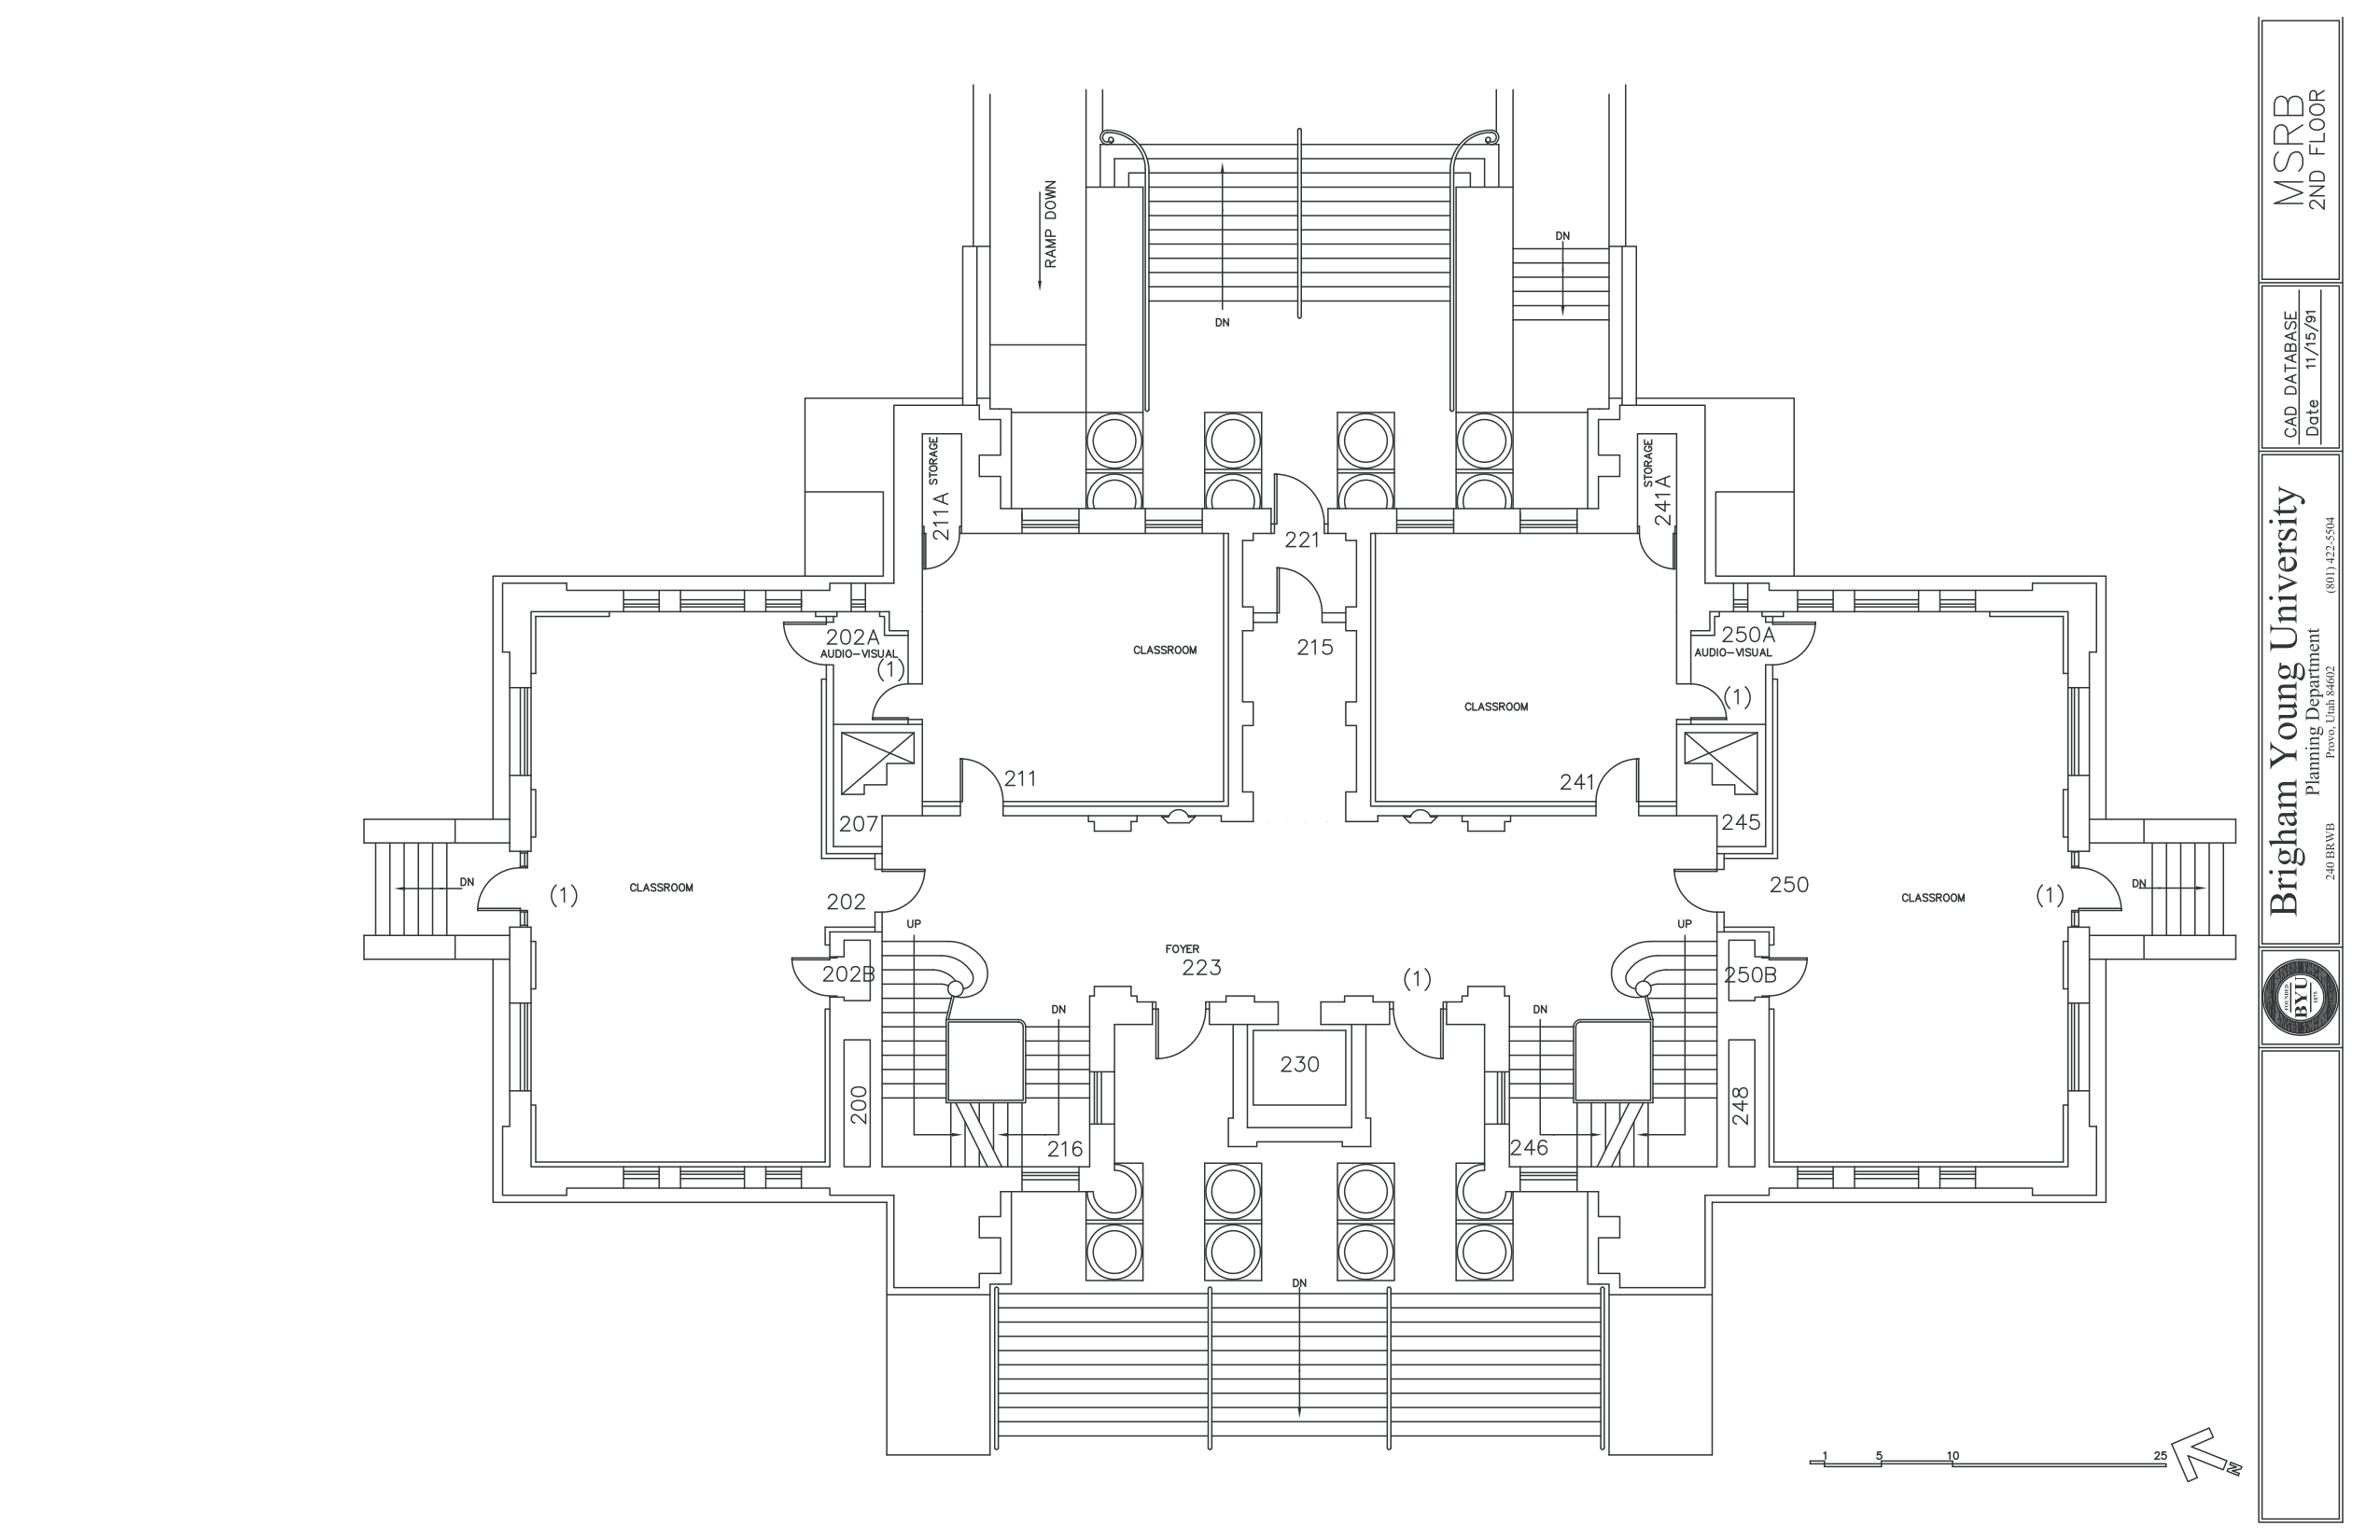 RAMP DOWN
DN
DN
STORAGE
211A
STORAGE
241A
221
202A
AUDIO-VISUAL
(1)
CLASSROOM
215
250A
AUDIO-VISUAL
(1)
CLASSROOM
211
241
207
245
DN
(1)
CLASSROOM
202
250
CLASSROOM
(1)
DN
UP
UP
FOYER
223
202B
(1)
250B
DN
DN
230
200
248
216
246
DN
1
5
10
25
N
MSRB
2ND FLOOR
CAD DATABASE
Date 11/15/91
Brigham Young University
Planning Department
240 BRWB Provo, Utah 84602 (801) 422-5504
FOUNDED
BYU
1875